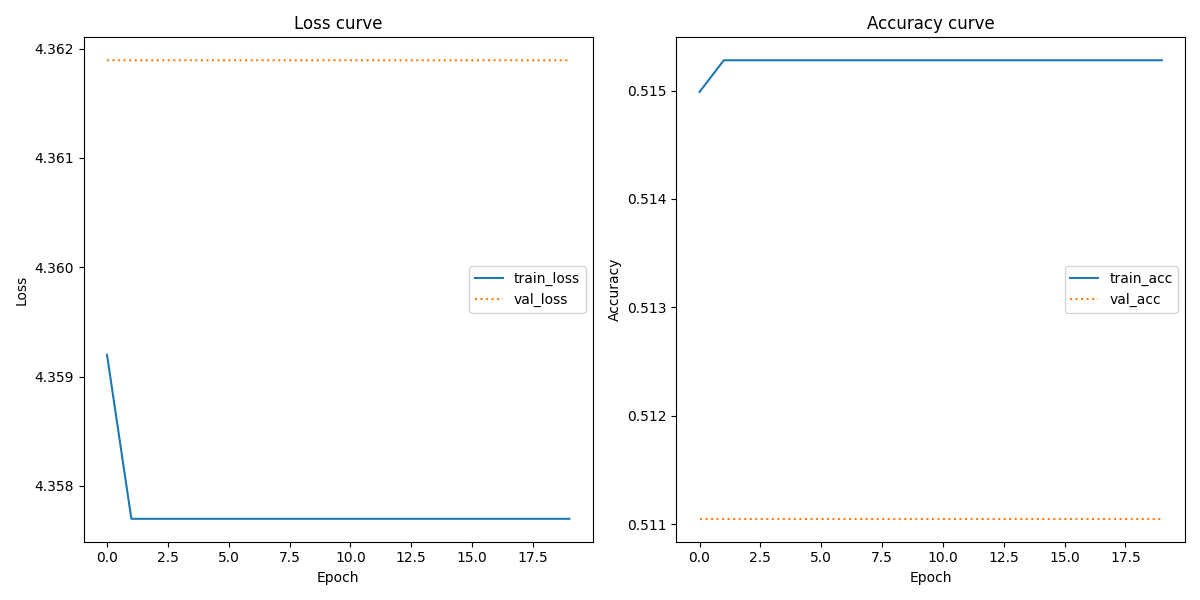 Loss curve
4.362
4.361
4.360
4.359
4.358
Loss
0.0 2.5 5.0 7.5 10.0 12.5 15.0 17.5
Epoch
train_loss
val_loss
Accuracy curve
0.515
0.514
0.513
0.512
0.511
Accuracy
0.0 2.5 5.0 7.5 10.0 12.5 15.0 17.5
Epoch
train_acc
val_acc